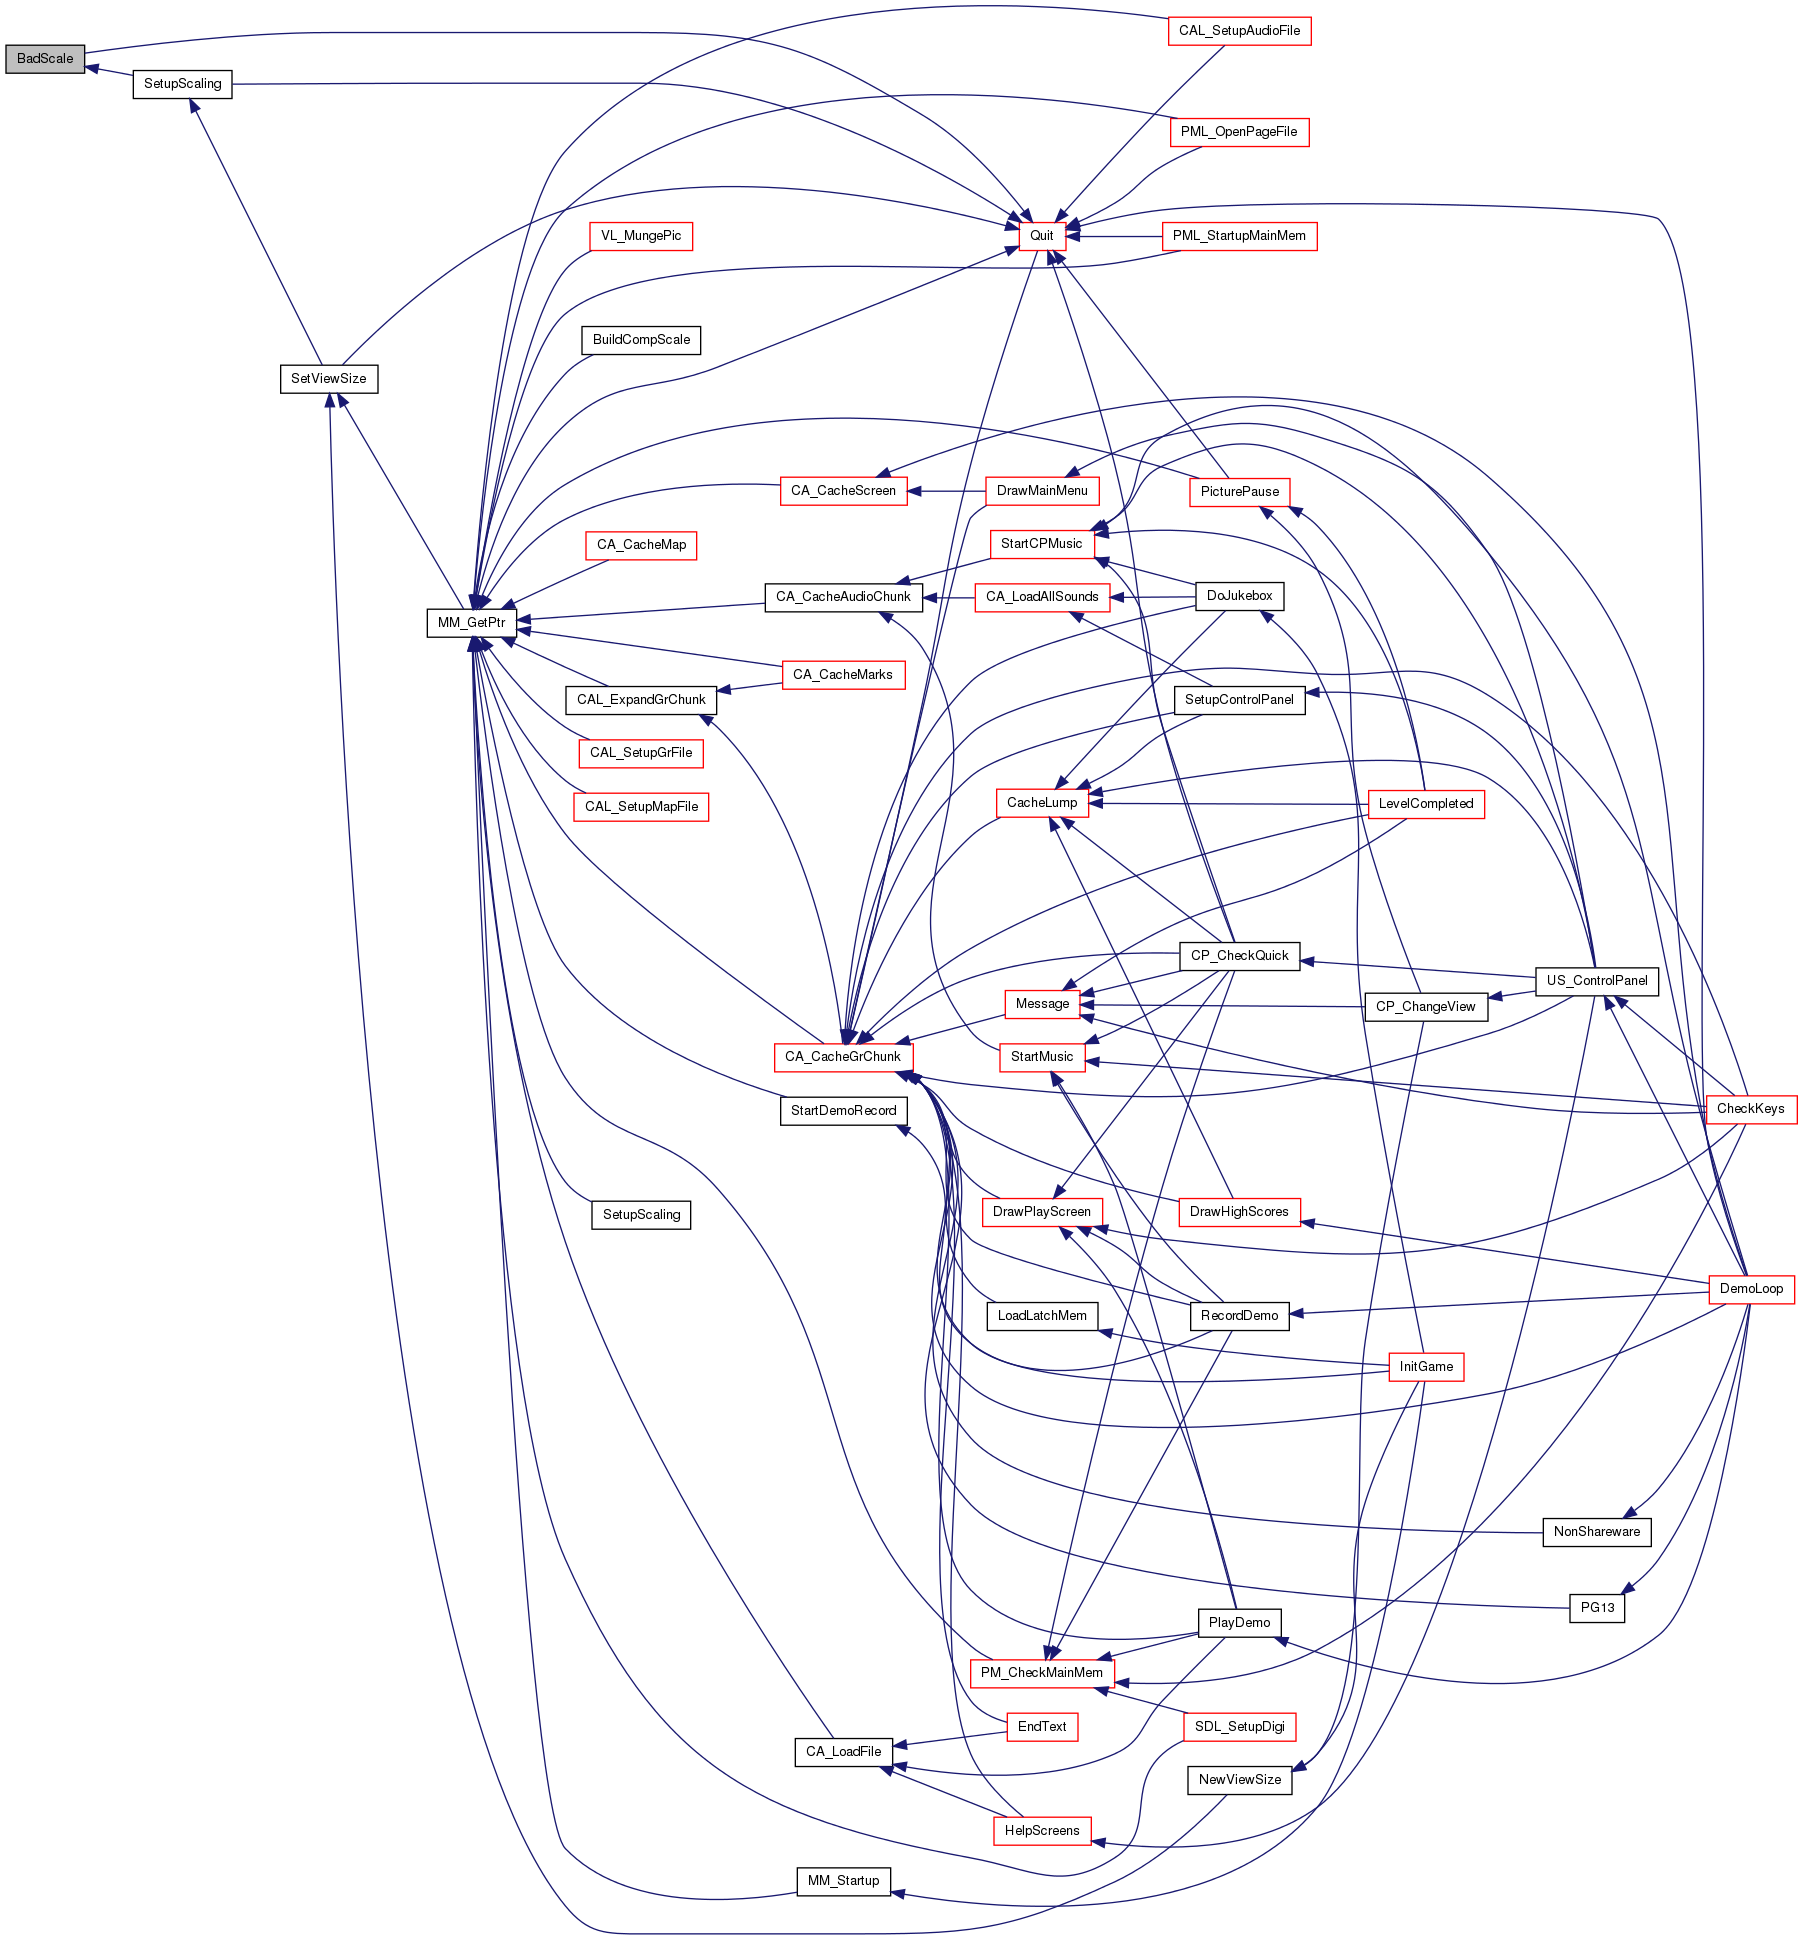 BadScale
SetupScaling
SetViewSize
MM_GetPtr
VL_MungePic
BuildCompScale
CA_CacheScreen
CA_CacheMap
CA_CacheAudioChunk
CA_CacheMarks
CAL_ExpandGrChunk
CAL_SetupGrFile
CAL_SetupMapFile
CA_CacheGrChunk
StartDemoRecord
SetupScaling
CA_LoadFile
MM_Startup
Quit
DrawMainMenu
StartCPMusic
CA_LoadAllSounds
CacheLump
Message
StartMusic
DrawPlayScreen
LoadLatchMem
PM_CheckMainMem
EndText
HelpScreens
CAL_SetupAudioFile
PML_OpenPageFile
PML_StartupMainMem
PicturePause
DoJukebox
SetupControlPanel
CP_CheckQuick
DrawHighScores
RecordDemo
PlayDemo
SDL_SetupDigi
NewViewSize
LevelCompleted
CP_ChangeView
InitGame
US_ControlPanel
NonShareware
PG13
CheckKeys
DemoLoop